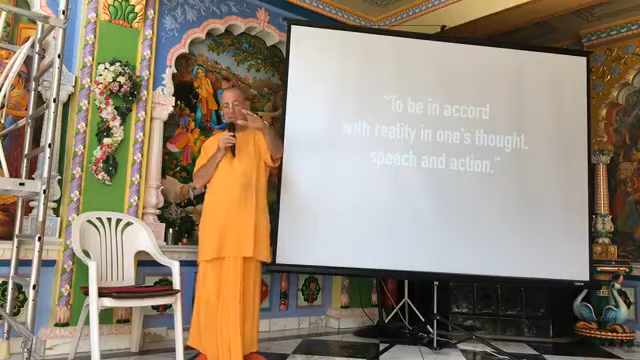 "To be in accord
with reality in one's thought,
speech and action."